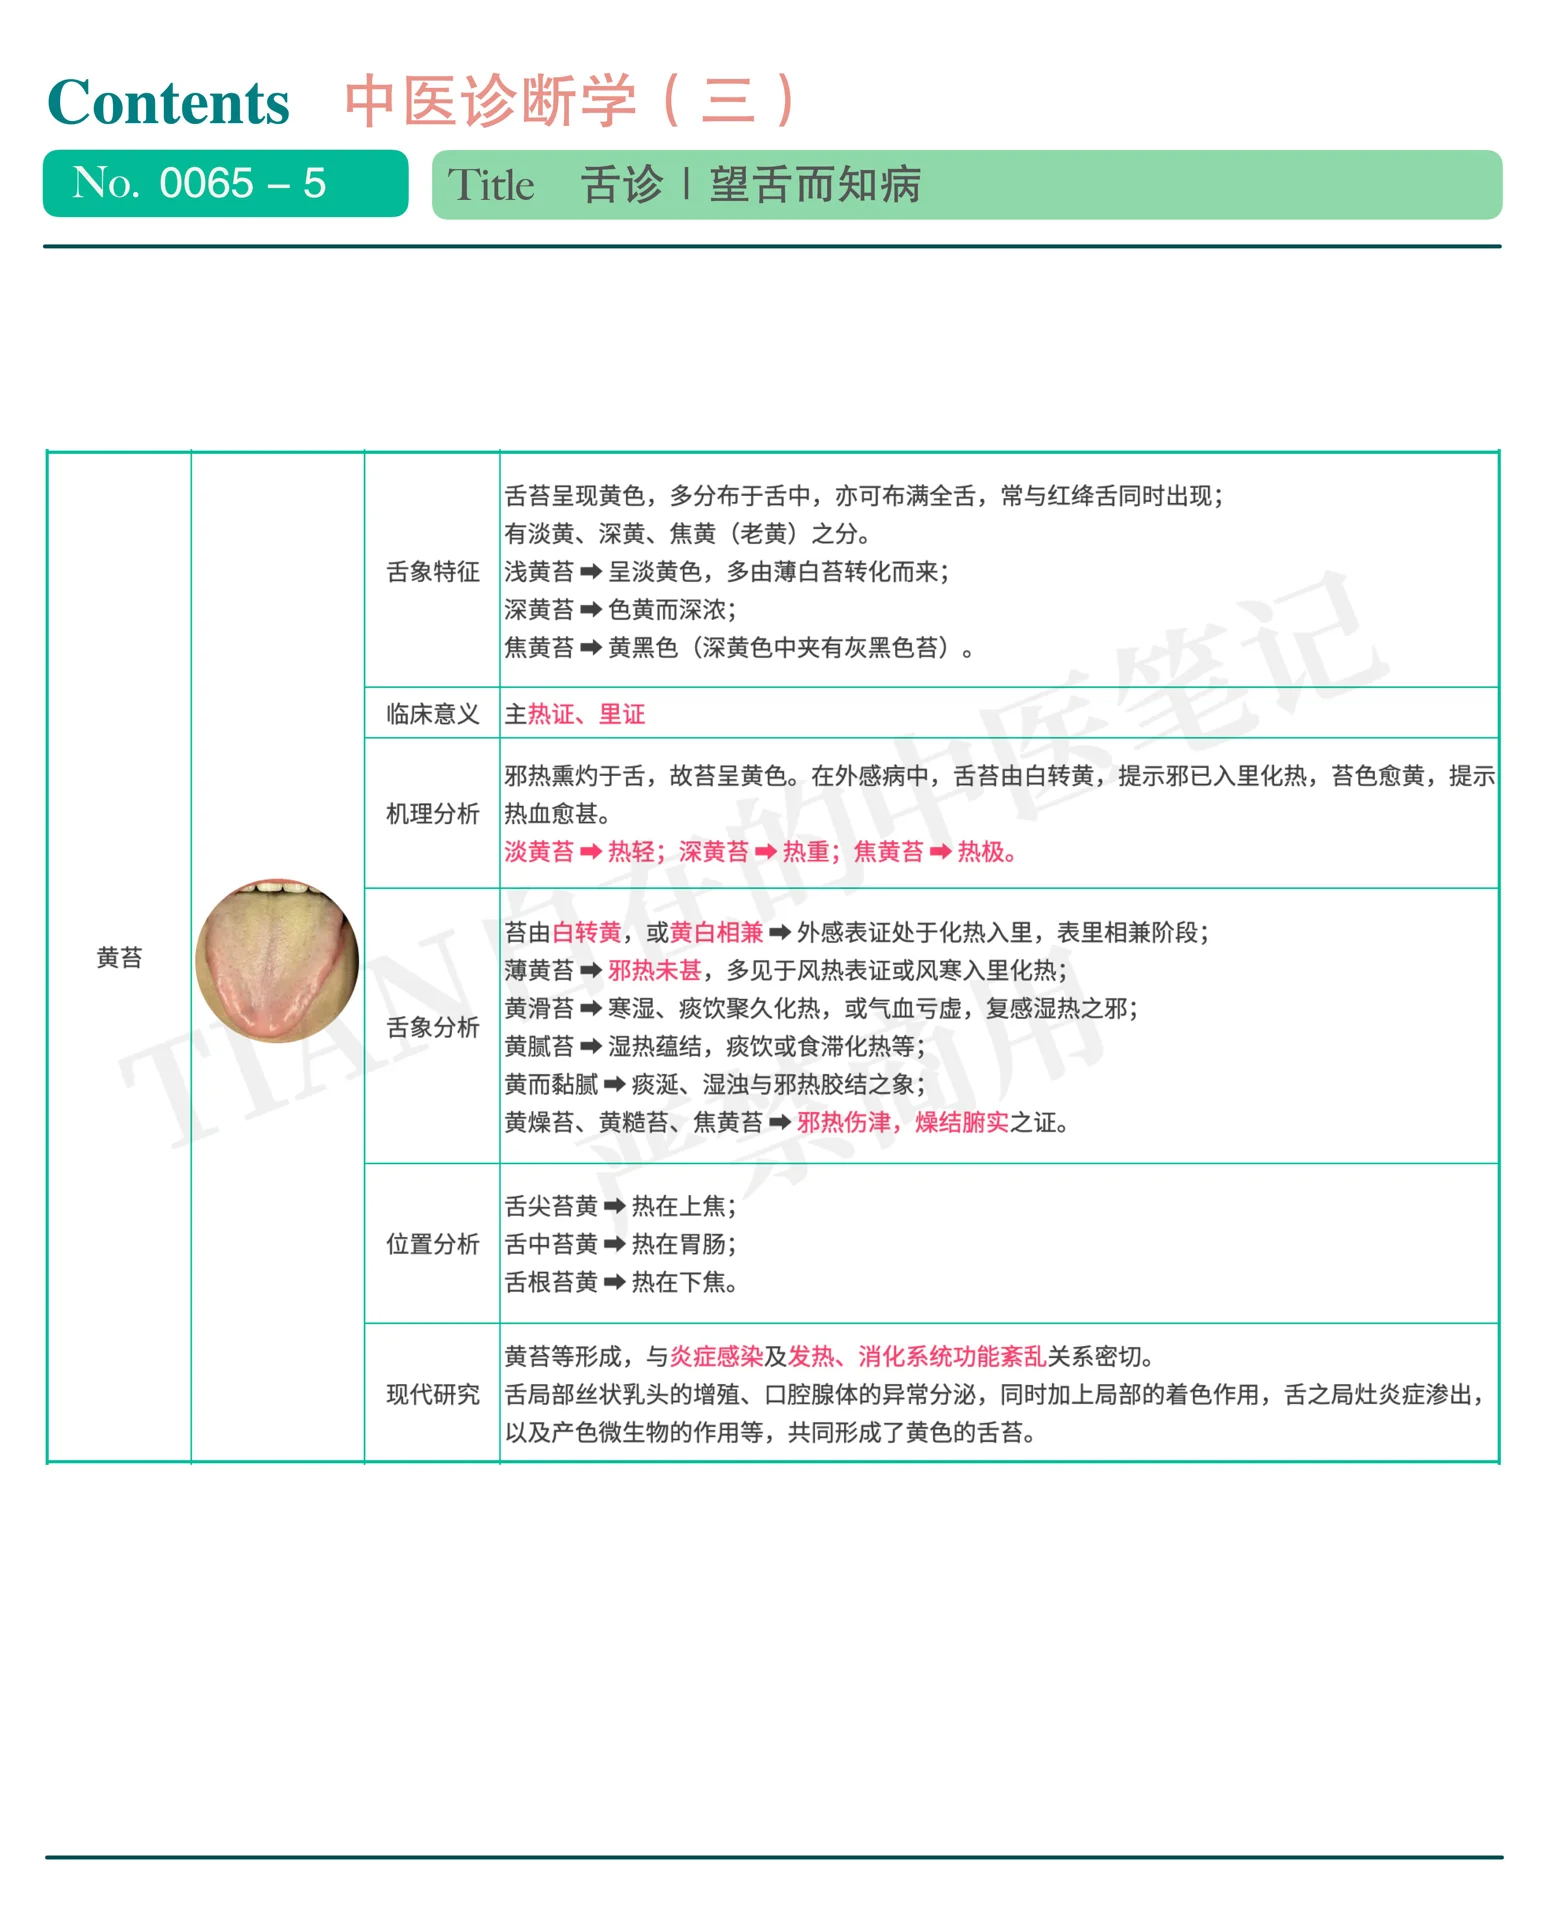 Contents 中医诊断学（三）
No. 0065 – 5
Title 舌诊 | 望舌而知病
黄苔
舌象特征
舌苔呈现黄色，多分布于舌中，亦可布满全舌，常与红绛舌同时出现；
有淡黄、深黄、焦黄（老黄）之分。
浅黄苔➡呈淡黄色，多由薄白苔转化而来；
深黄苔➡色黄而深浓；
焦黄苔➡黄黑色（深黄色中夹有灰黑色苔）。
临床意义
主热证、里证
机理分析
邪热熏灼于舌，故苔呈黄色。在外感病中，舌苔由白转黄，提示邪已入里化热，苔色愈黄，提示
热血愈甚。
淡黄苔➡热轻；深黄苔➡热重；焦黄苔➡热极。
舌象分析
苔由白转黄，或黄白相兼➡外感表证处于化热入里，表里相兼阶段；
薄黄苔➡邪热未甚，多见于风热表证或风寒入里化热；
黄滑苔➡寒湿、痰饮聚久化热，或气血亏虚，复感湿热之邪；
黄腻苔➡湿热蕴结，痰饮或食滞化热等；
黄而黏腻➡痰涎、湿浊与邪热胶结之象；
黄燥苔、黄糙苔、焦黄苔➡邪热伤津，燥结腑实之证。
位置分析
舌尖苔黄➡热在上焦；
舌中苔黄➡热在胃肠；
舌根苔黄➡热在下焦。
现代研究
黄苔等形成，与炎症感染及发热、消化系统功能紊乱关系密切。
舌局部丝状乳头的增殖、口腔腺体的异常分泌，同时加上局部的着色作用，舌之局灶炎症渗出，
以及产色微生物的作用等，共同形成了黄色的舌苔。
TIAN自在的中医笔记
严禁商用